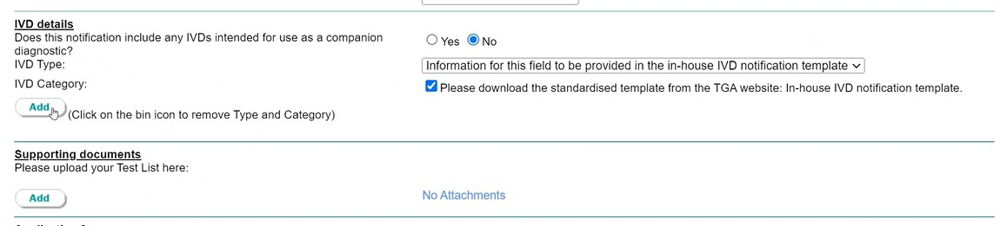 IVD details
Does this notification include any IVDs intended for use as a companion
diagnostic?
Yes No
IVD Type:
Information for this field to be provided in the in-house IVD notification template
IVD Category:
Please download the standardised template from the TGA website: In-house IVD notification template.
Add
(Click on the bin icon to remove Type and Category)
Supporting documents
Please upload your Test List here:
Add
No Attachments